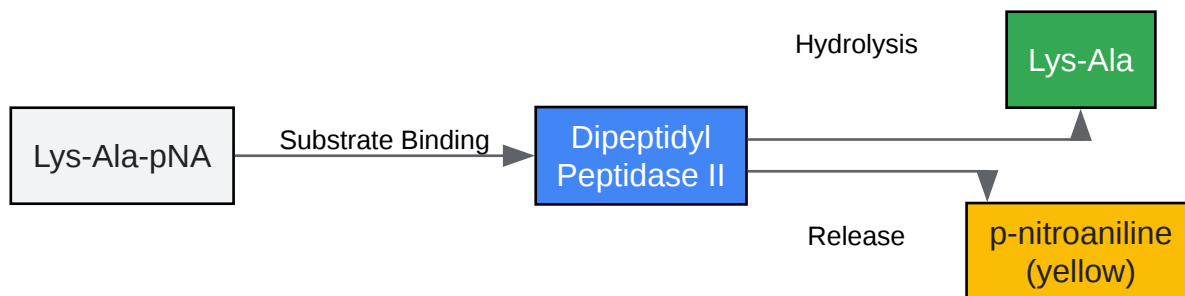 Lys-Ala-pNA
Substrate Binding
Dipeptidyl
Peptidase II
Hydrolysis
Lys-Ala
Release
p-nitroaniline
(yellow)